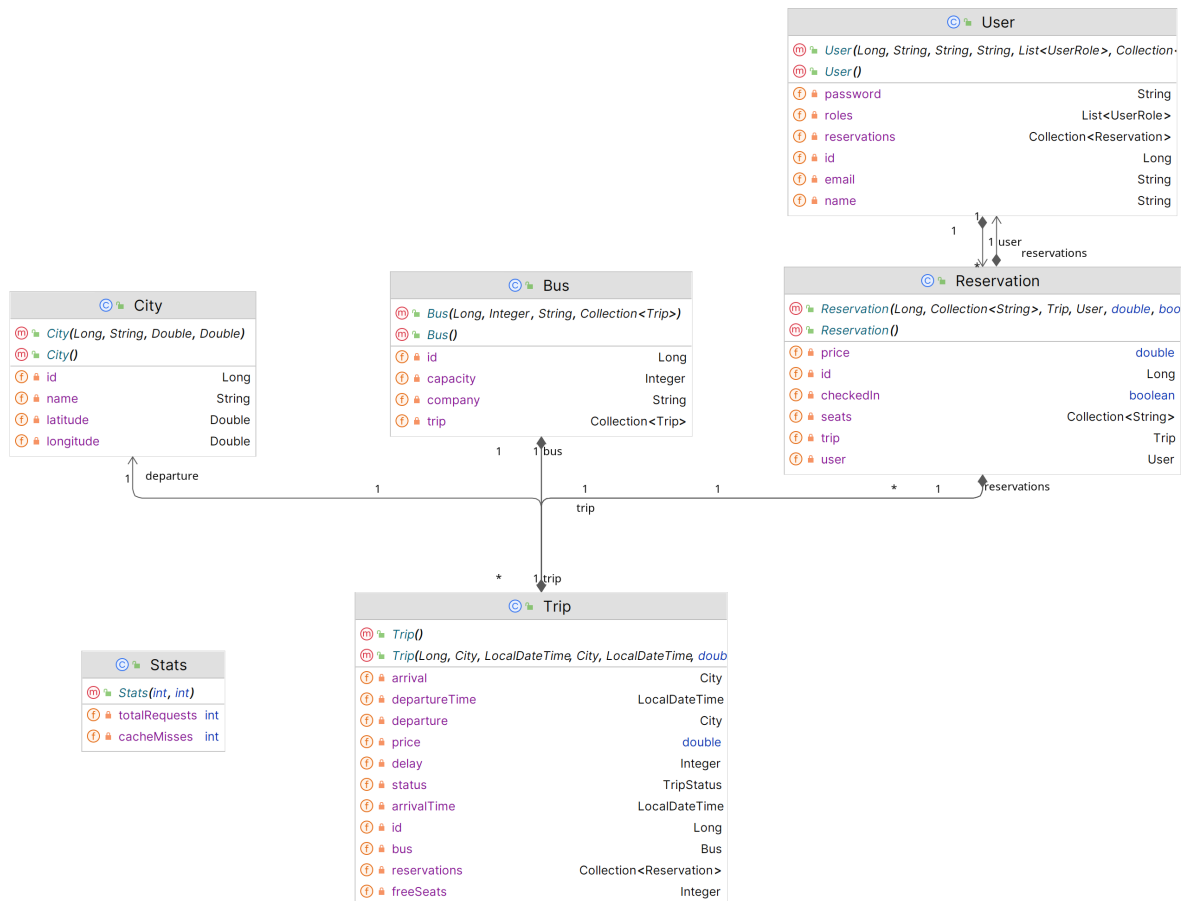 User
User(Long, String, String, String, List<UserRole>, Collection<
User()
password String
roles List<UserRole>
reservations Collection<Reservation>
id Long
email String
name String
1
1
1 user
reservations
*
Reservation
Reservation(Long, Collection<String>, Trip, User, double, boo
Reservation()
price double
id Long
checkedIn boolean
seats Collection<String>
trip Trip
user User
Bus
Bus(Long, Integer, String, Collection<Trip>)
Bus()
id Long
capacity Integer
company String
trip Collection<Trip>
City
City(Long, String, Double, Double)
City()
id Long
name String
latitude Double
longitude Double
1 departure
1 1 bus
1 1 1 * 1 reservations
trip
* 1 trip
Trip
Trip()
Trip(Long, City, LocalDateTime, City, LocalDateTime, doub
arrival City
departureTime LocalDateTime
departure City
price double
delay Integer
status TripStatus
arrivalTime LocalDateTime
id Long
bus Bus
reservations Collection<Reservation>
freeSeats Integer
Stats
Stats(int, int)
totalRequests int
cacheMisses int